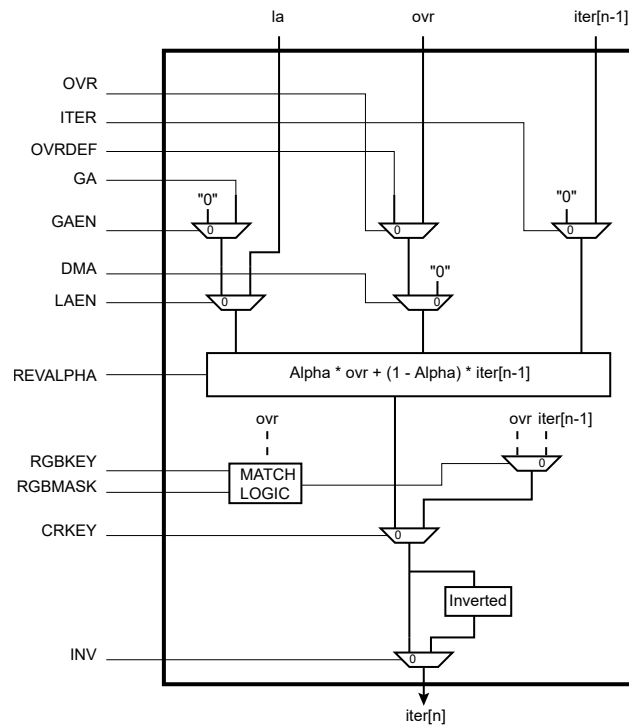 la ovr iter[n-1]
OVR
ITER
OVRDEF
GA
"0" "0"
GAEN 0 0 0
DMA "0"
LAEN 0 0
REVALPHA Alpha * ovr + (1 - Alpha) * iter[n-1]
ovr ovr iter[n-1]
RGBKEY MATCH 0
RGBMASK LOGIC
CRKEY 0
Inverted
INV 0
iter[n]